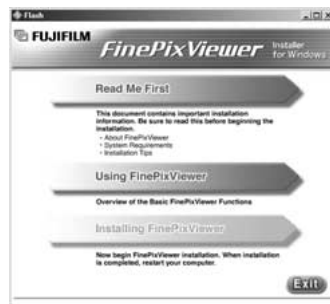 Flash
FUJIFILM
FinePixViewer Installer
for Windows
Read Me First
This document contains important installation
information. Be sure to read this before beginning the
installation.
- About FinePixViewer
- System Requirements
- Installation Tips
Using FinePixViewer
Overview of the Basic FinePixViewer Functions
Installing FinePixViewer
Now begin FinePixViewer installation. When installation
is completed, restart your computer.
Exit